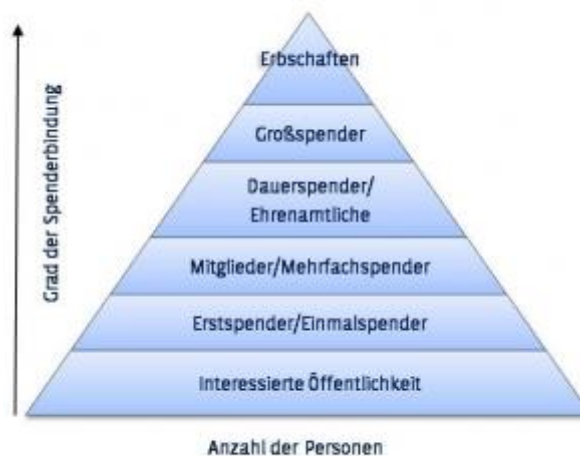 Erbschaften
Großspender
Dauerspender/
Ehrenamtliche
Mitglieder/Mehrfachspender
Erstspender/Einmalspender
Interessierte Öffentlichkeit
Grad der Spenderbindung
Anzahl der Personen